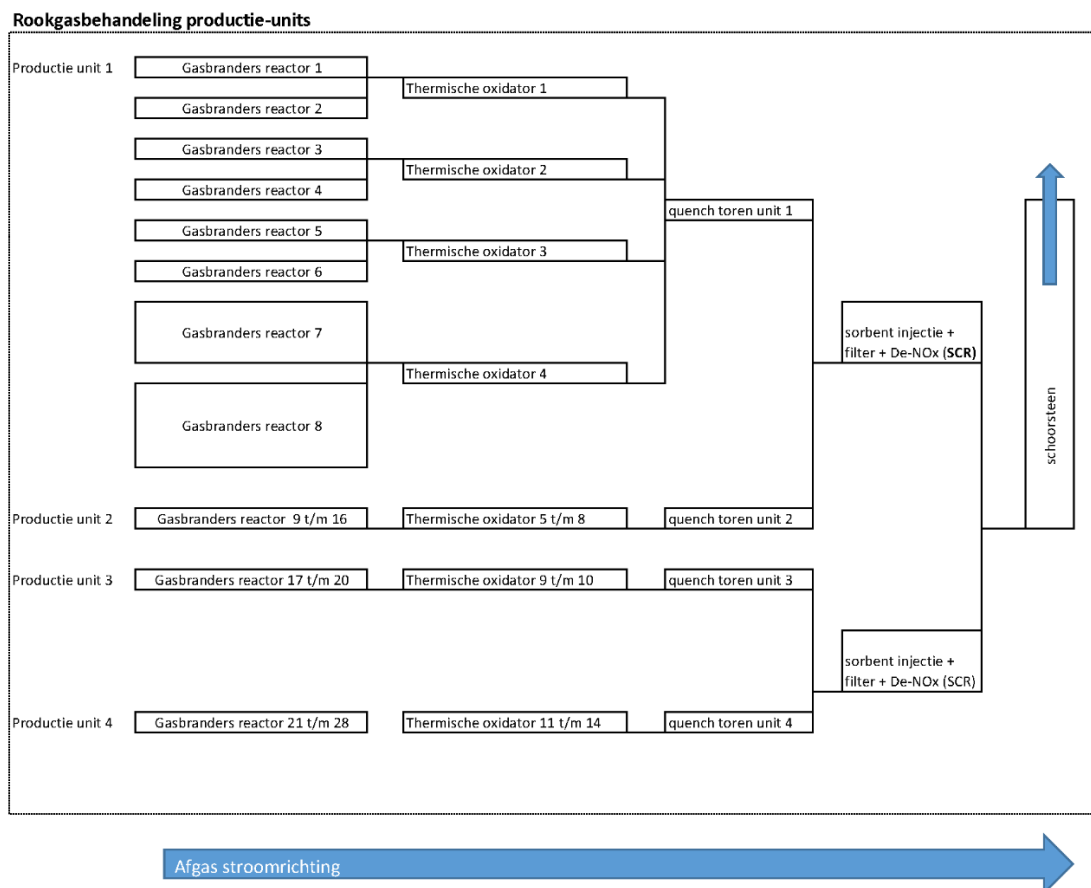 Rookgasbehandeling productie-units
Productie unit 1
Gasbranders reactor 1
Thermische oxidator 1
Gasbranders reactor 2
Gasbranders reactor 3
Thermische oxidator 2
Gasbranders reactor 4
quench toren unit 1
Gasbranders reactor 5
Thermische oxidator 3
Gasbranders reactor 6
Gasbranders reactor 7
sorbent injectie +
filter + De-NOx (SCR)
Thermische oxidator 4
Gasbranders reactor 8
schoorsteen
Productie unit 2
Gasbranders reactor 9 t/m 16
Thermische oxidator 5 t/m 8
quench toren unit 2
Productie unit 3
Gasbranders reactor 17 t/m 20
Thermische oxidator 9 t/m 10
quench toren unit 3
sorbent injectie +
filter + De-NOx (SCR)
Productie unit 4
Gasbranders reactor 21 t/m 28
Thermische oxidator 11 t/m 14
quench toren unit 4
Afgas stroomrichting